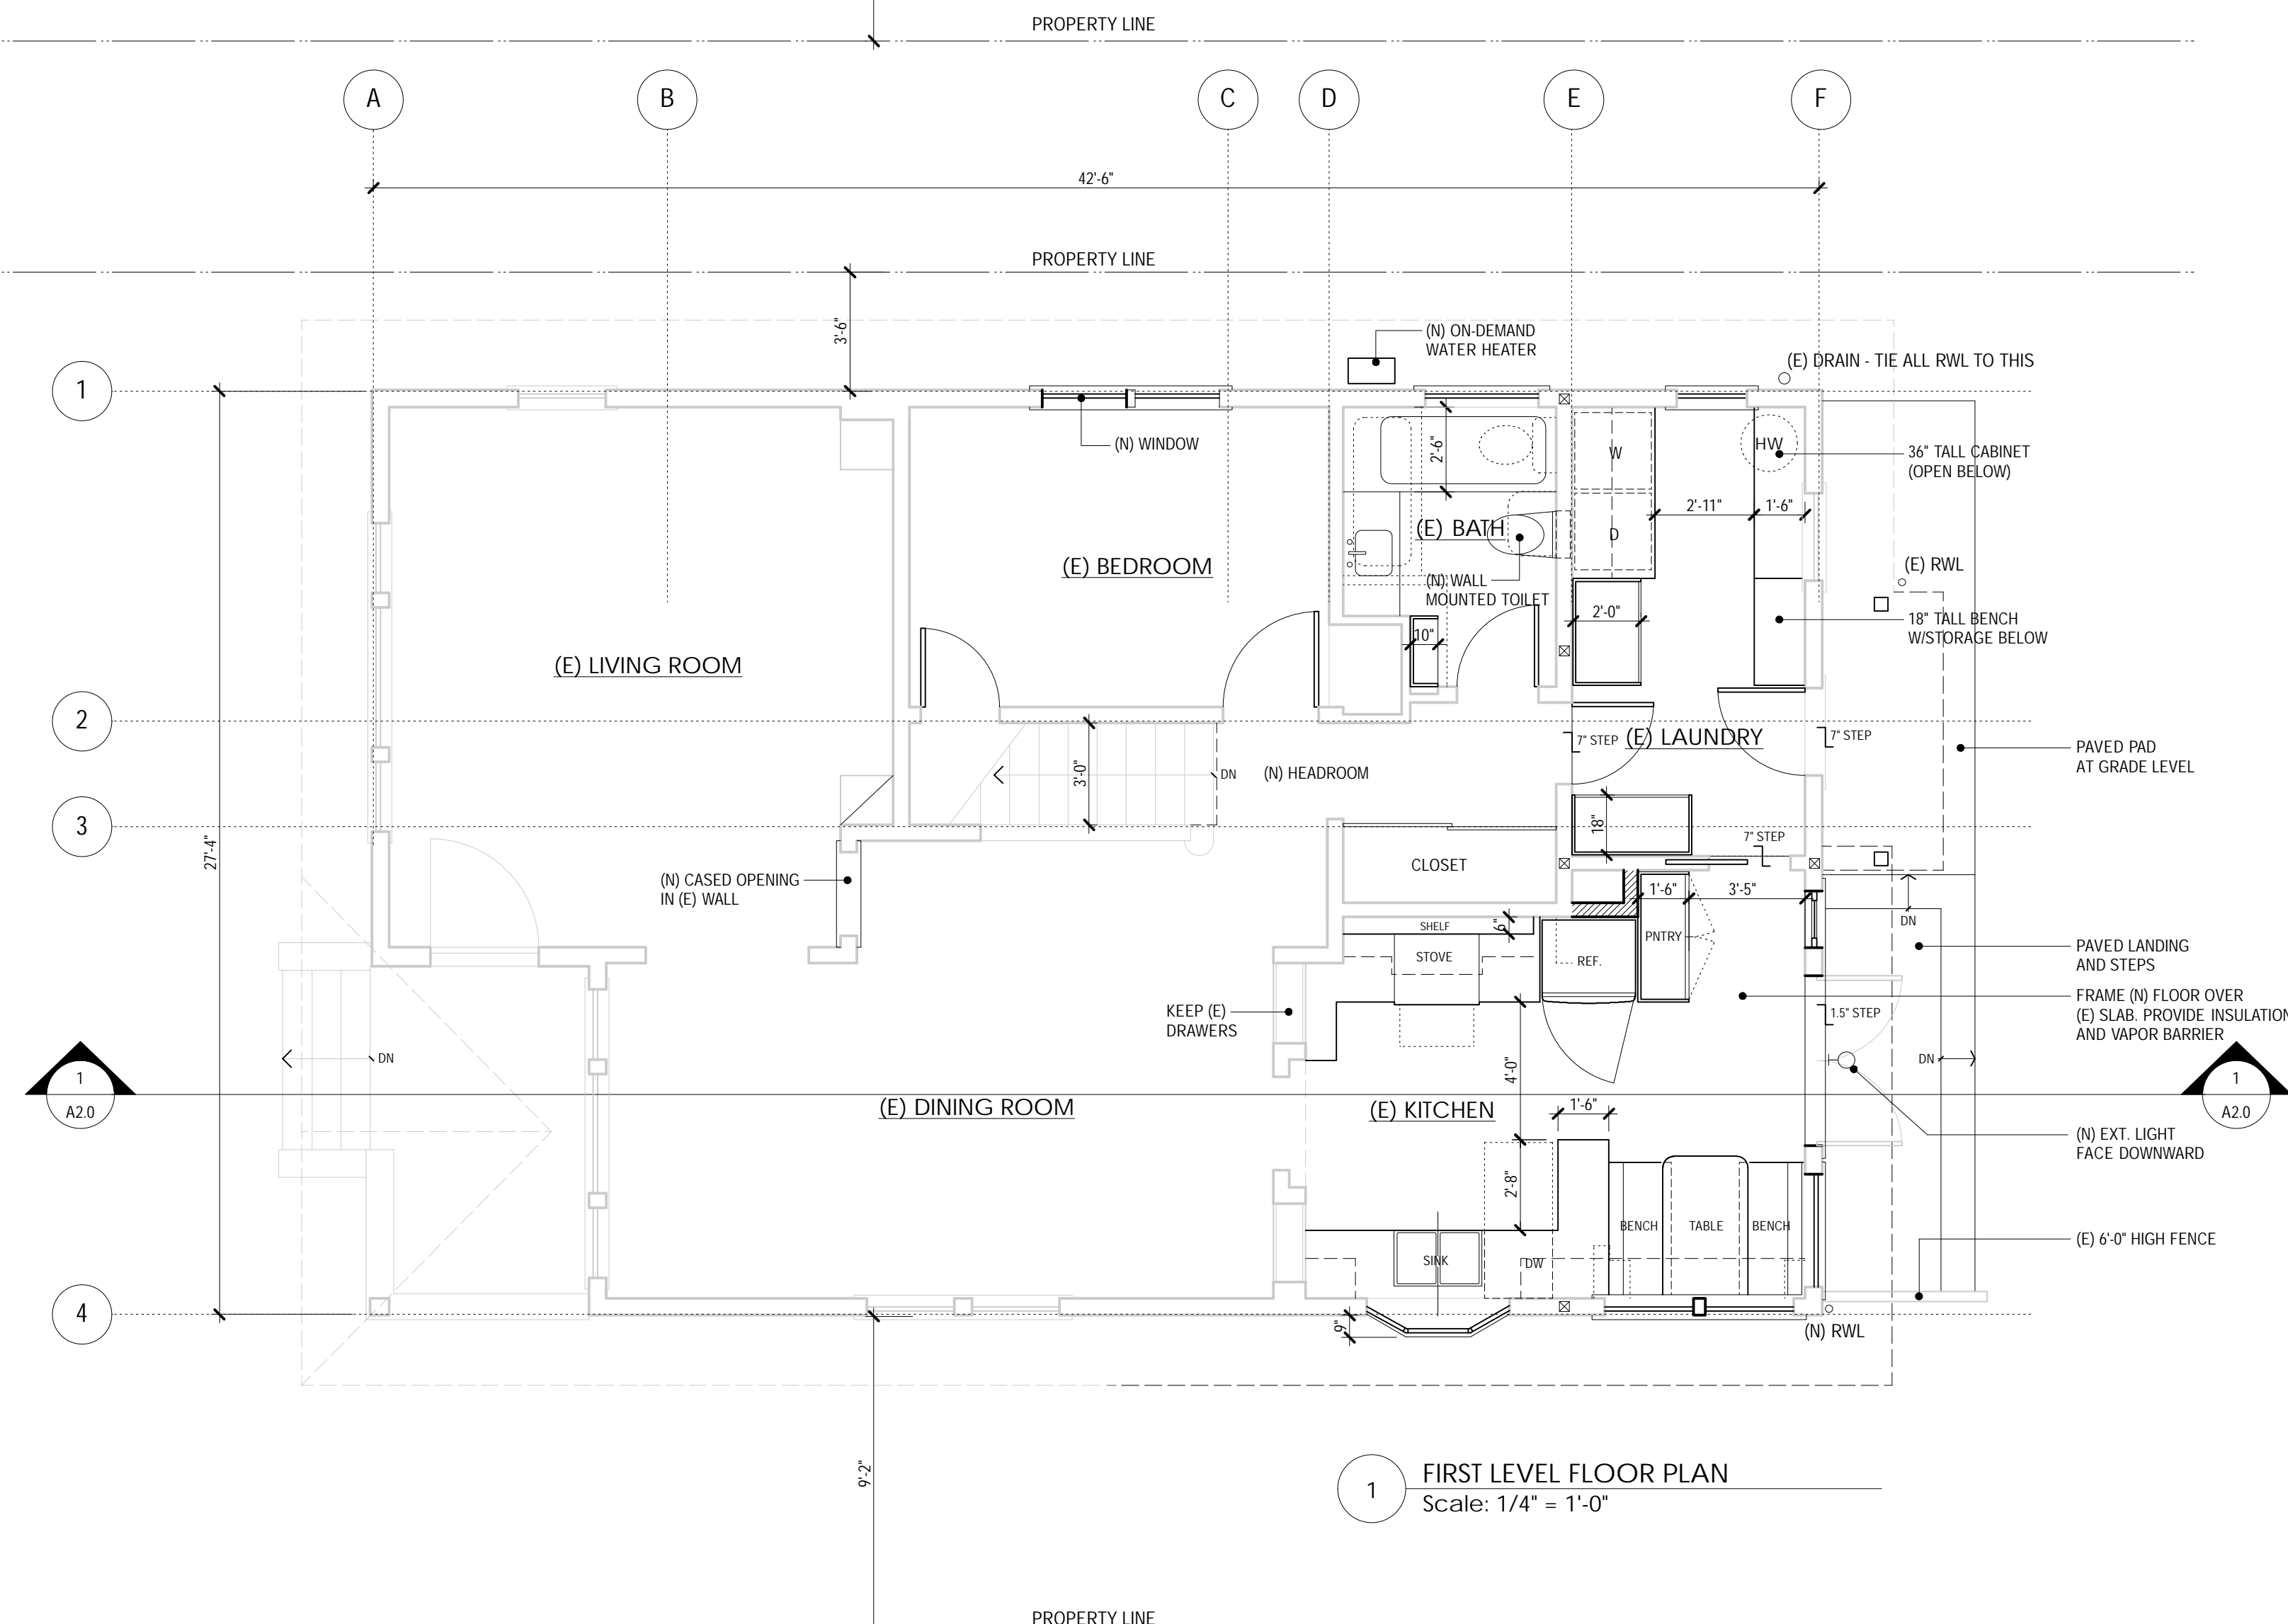 PROPERTY LINE
A
B
C
D
E
F
42'-6"
PROPERTY LINE
3'-6"
(N) ON-DEMAND
WATER HEATER
(E) DRAIN - TIE ALL RWL TO THIS
1
(N) WINDOW
2'-6"
W
HW
36" TALL CABINET
(OPEN BELOW)
2'-11"
1'-6"
(E) BATH
D
(E) BEDROOM
(E) RWL
(N) WALL
MOUNTED TOILET
2'-0"
18" TALL BENCH
W/STORAGE BELOW
10"
(E) LIVING ROOM
2
7" STEP
(E) LAUNDRY
7" STEP
PAVED PAD
AT GRADE LEVEL
3'-0"
DN
(N) HEADROOM
3
18"
7" STEP
27'-4"
CLOSET
(N) CASED OPENING
IN (E) WALL
1'-6"
3'-5"
DN
SHELF
6"
PNTRY
STOVE
REF.
PAVED LANDING
AND STEPS
KEEP (E)
DRAWERS
FRAME (N) FLOOR OVER
(E) SLAB. PROVIDE INSULATION
AND VAPOR BARRIER
1.5" STEP
DN
DN
1
A2.0
4'-0"
1
A2.0
(E) DINING ROOM
(E) KITCHEN
1'-6"
(N) EXT. LIGHT
FACE DOWNWARD
2'-8"
BENCH
TABLE
BENCH
(E) 6'-0" HIGH FENCE
SINK
DW
4
9"
(N) RWL
9'-2"
1
FIRST LEVEL FLOOR PLAN
Scale: 1/4" = 1'-0"
PROPERTY LINE